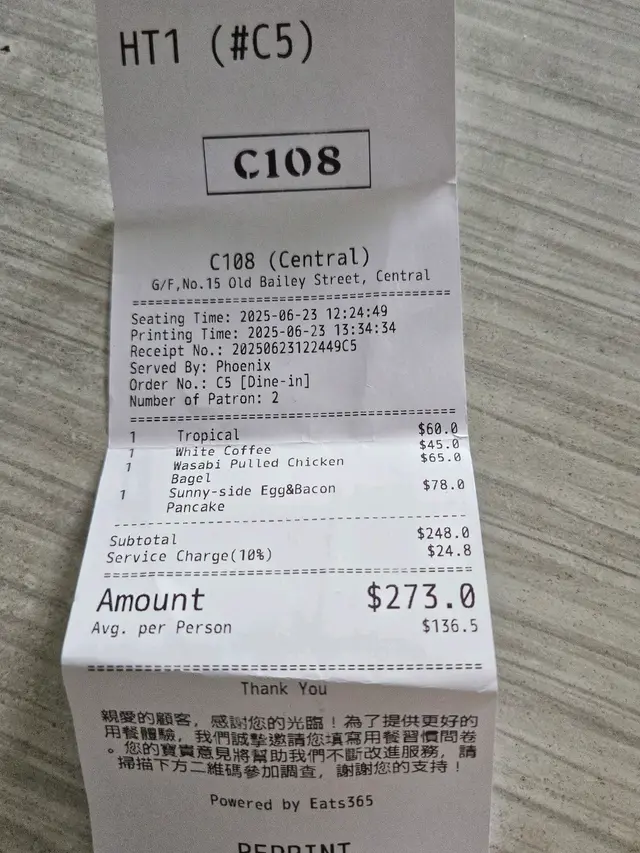 HT1 (#C5)
C108
C108 (Central)
G/F,No.15 Old Bailey Street, Central
Seating Time: 2025-06-23 12:24:49
Printing Time: 2025-06-23 13:34:34
Receipt No.: 20250623122449C5
Served By: Phoenix
Order No.: C5 [Dine-in]
Number of Patron: 2
1 Tropical $60.0
1 White Coffee $45.0
1 Wasabi Pulled Chicken $65.0
Bagel
1 Sunny-side Egg&Bacon $78.0
Pancake
Subtotal $248.0
Service Charge(10%) $24.8
Amount $273.0
Avg. per Person $136.5
Thank You
親愛的顧客, 感謝您的光臨!為了提供更好的
用餐體驗, 我們誠摯邀請您填寫用餐習慣問卷
。您的寶貴意見將幫助我們不斷改進服務, 請
掃描下方二維碼參加調查, 謝謝您的支持!
Powered by Eats365
REPRINT